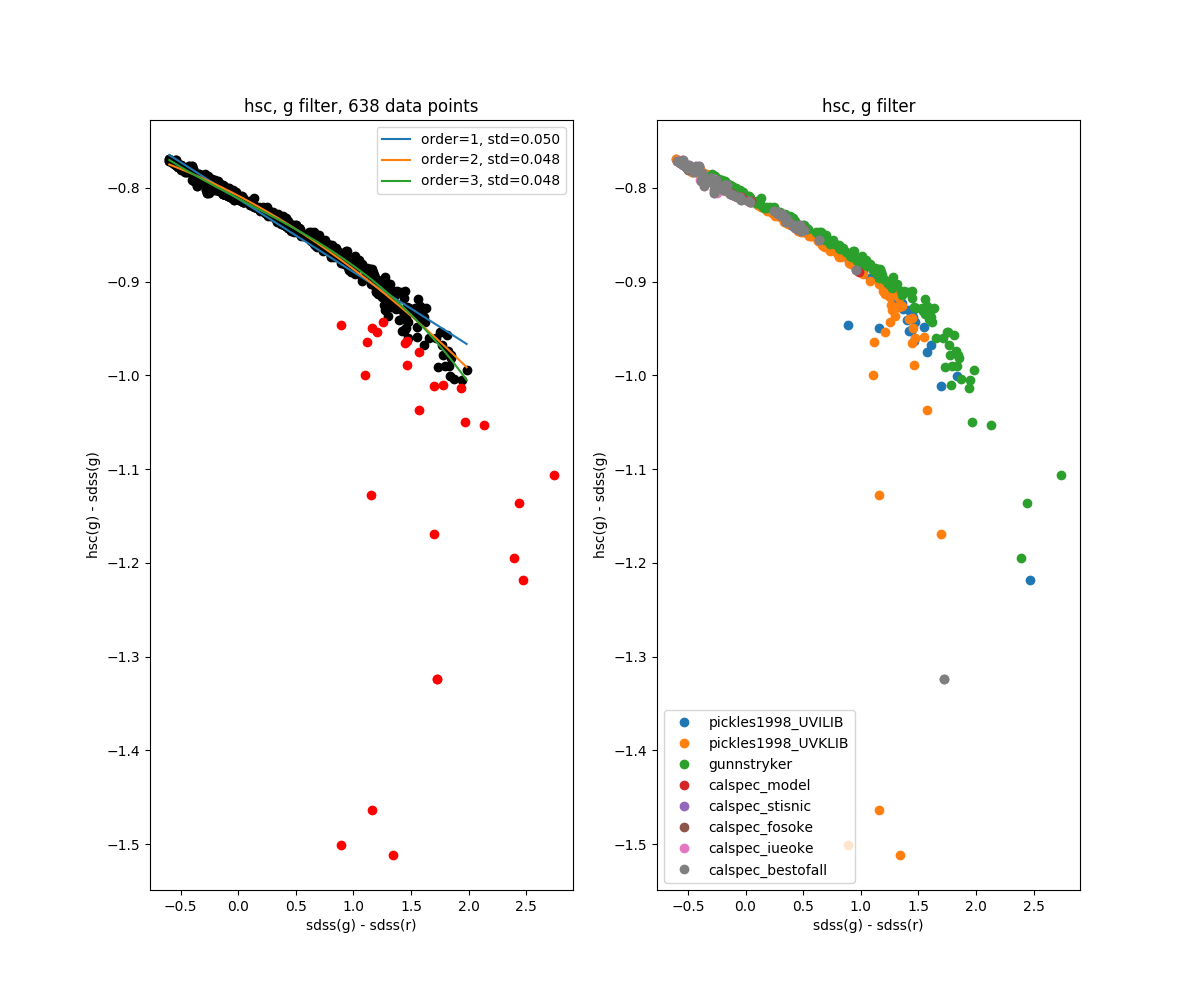 hsc, g filter, 638 data points
order=1, std=0.050
order=2, std=0.048
order=3, std=0.048
−0.8
−0.9
−1.0
−1.1
−1.2
−1.3
−1.4
−1.5
hsc(g) - sdss(g)
−0.5 0.0 0.5 1.0 1.5 2.0 2.5
sdss(g) - sdss(r)
hsc, g filter
−0.8
−0.9
−1.0
−1.1
−1.2
−1.3
−1.4
−1.5
hsc(g) - sdss(g)
pickles1998_UVILIB
pickles1998_UVKLIB
gunnstryker
calspec_model
calspec_stisnic
calspec_fosoke
calspec_iueoke
calspec_bestofall
−0.5 0.0 0.5 1.0 1.5 2.0 2.5
sdss(g) - sdss(r)